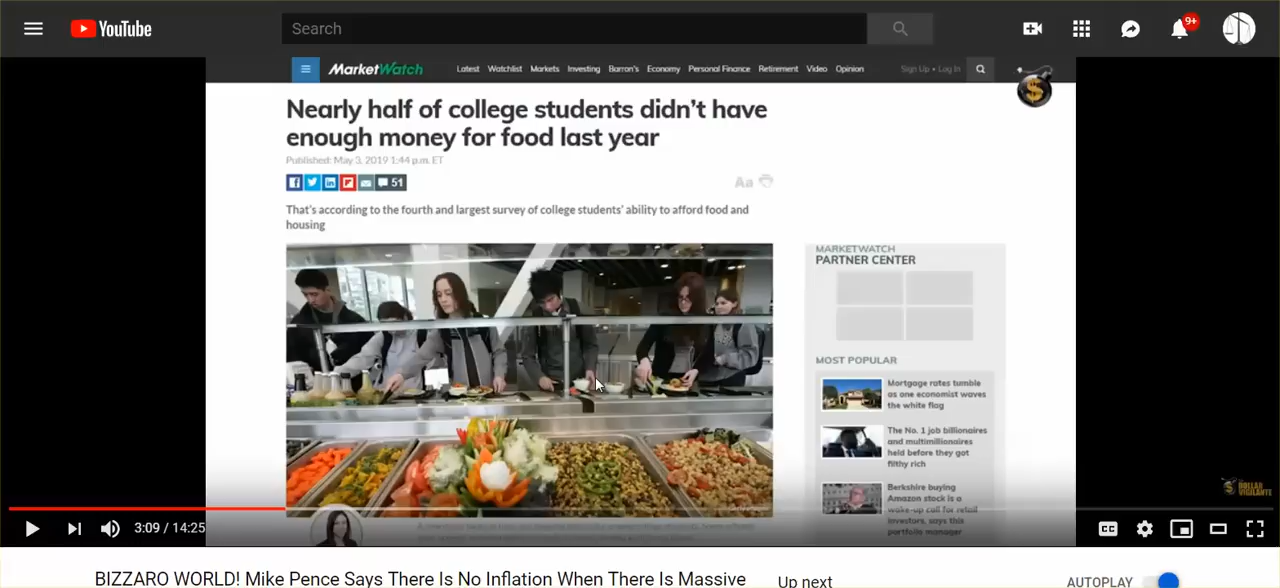 YouTube
Search
9+
MarketWatch
Latest Watchlist Markets Investing Barron's Economy Personal Finance Retirement Video Opinion
Sign Up • Log In
$
Nearly half of college students didn't have
enough money for food last year
Published: May 3, 2019 1:44 p.m. ET
51
Aa
That's according to the fourth and largest survey of college students' ability to afford food and
housing
MARKETWATCH
PARTNER CENTER
MOST POPULAR
Mortgage rates tumble
as one economist waves
the white flag
The No. 1 job billionaires
and multimillionaires
held before they got
filthy rich
Berkshire buying
Amazon stock is a
wake-up call for retail
investors, says this
portfolio manager
DOLLAR
VIGILANTE
3:09 / 14:25
CC
BIZZARO WORLD! Mike Pence Says There Is No Inflation When There Is Massive
Up next
AUTOPLAY